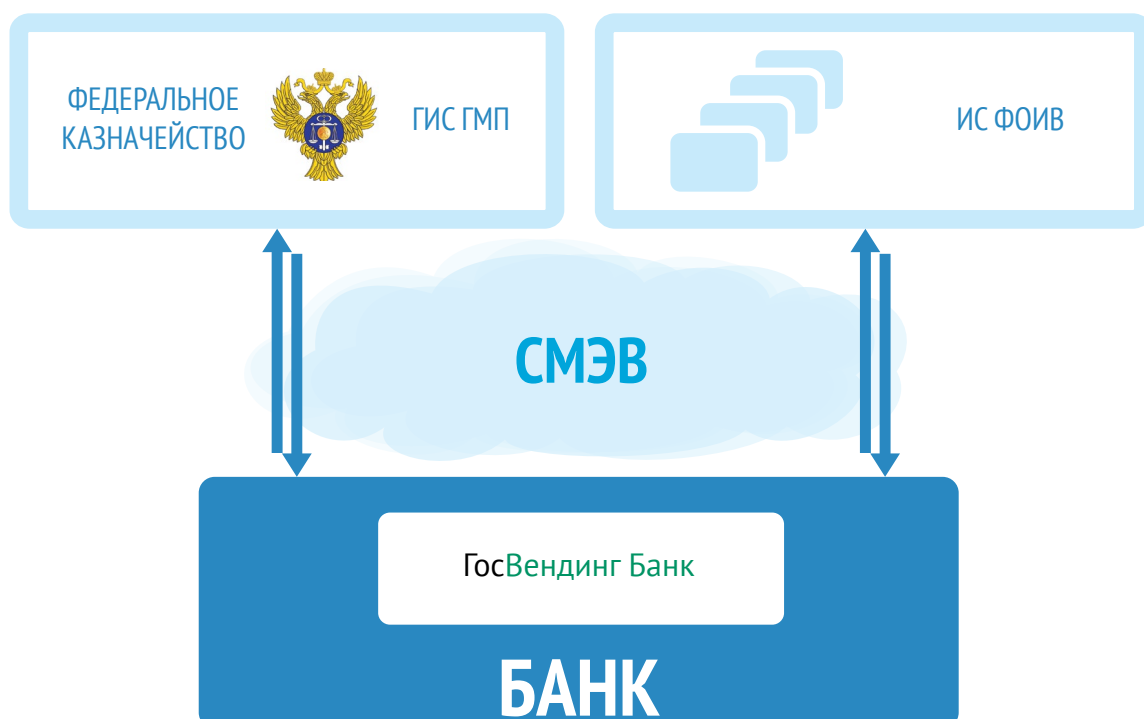 ФЕДЕРАЛЬНОЕ
КАЗНАЧЕЙСТВО
ГИС ГМП
ИС ФОИВ
СМЭВ
ГосВендинг Банк
БАНК